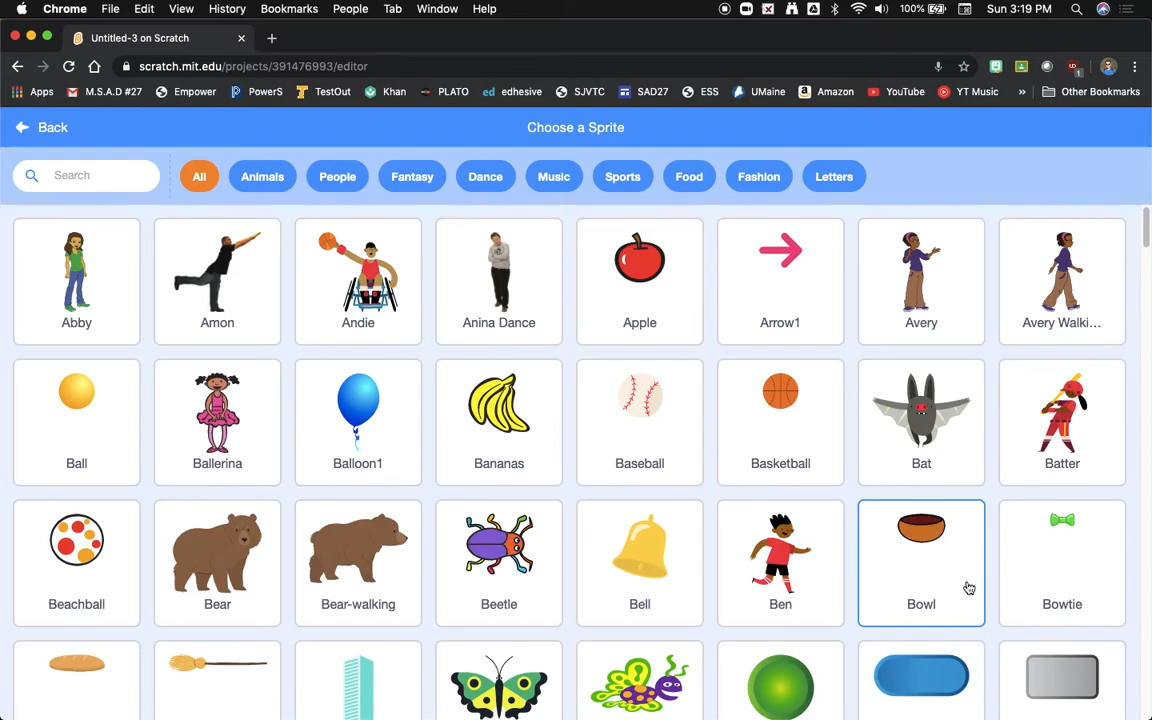 Chrome File Edit View History Bookmarks People Tab Window Help 100% Sun 3:19 PM
Untitled-3 on Scratch
scratch.mit.edu/projects/391476993/editor
Apps M.S.A.D #27 Empower PowerS TestOut Khan PLATO ed edhesive SJVTC SAD27 ESS UMaine Amazon YouTube YT Music » Other Bookmarks
Back Choose a Sprite
Search All Animals People Fantasy Dance Music Sports Food Fashion Letters
Abby Amon Andie Anina Dance Apple Arrow1 Avery Avery Walki...
Ball Ballerina Balloon1 Bananas Baseball Basketball Bat Batter
Beachball Bear Bear-walking Beetle Bell Ben Bowl Bowtie